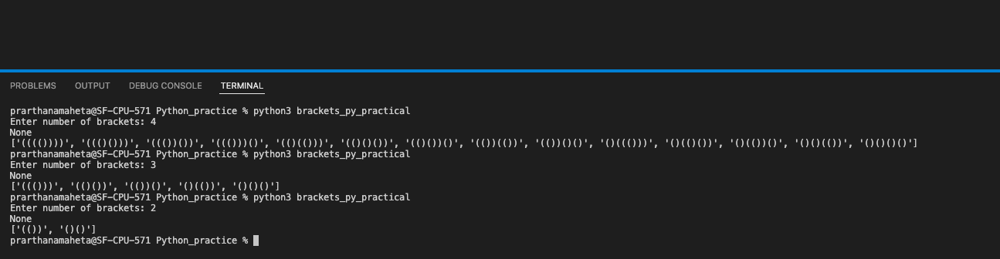 PROBLEMS OUTPUT DEBUG CONSOLE TERMINAL
prarthanamaheta@SF-CPU-571 Python_practice % python3 brackets_py_practical
Enter number of brackets: 4
None
['(((())))', '((()()))', '((())())', '((()))()', '(()(()))', '(()()())', '(()())()', '(())(())', '(())()()', '()((()))', '()(()())', '()(())()', '()()(())', '()()()()']
prarthanamaheta@SF-CPU-571 Python_practice % python3 brackets_py_practical
Enter number of brackets: 3
None
['((()))', '(()())', '(())()', '()(())', '()()()']
prarthanamaheta@SF-CPU-571 Python_practice % python3 brackets_py_practical
Enter number of brackets: 2
None
['(())', '()()']
prarthanamaheta@SF-CPU-571 Python_practice %